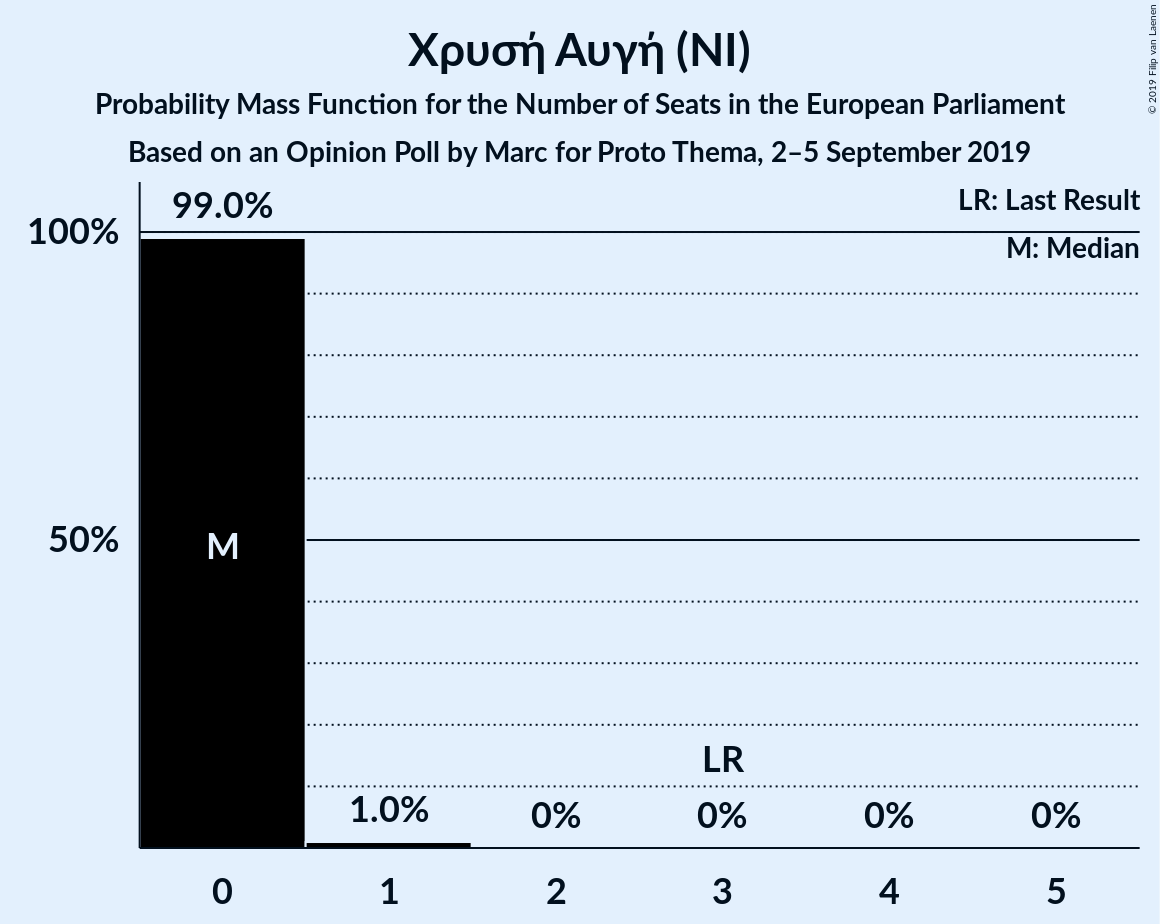 Χρυσή Αυγή (NI)
Probability Mass Function for the Number of Seats in the European Parliament
Based on an Opinion Poll by Marc for Proto Thema, 2–5 September 2019
© 2019 Filip van Laenen
LR: Last Result
M: Median
99.0%
100%
50%
M
LR
1.0% 0% 0% 0% 0%
0 1 2 3 4 5